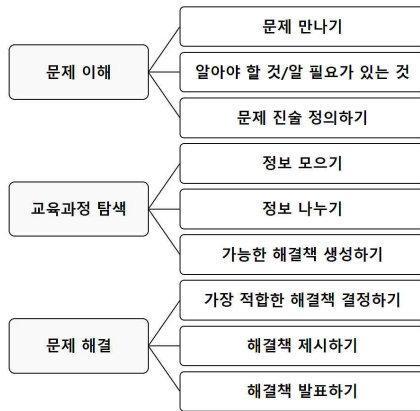 문제 이해
문제 만나기
알아야 할 것/알 필요가 있는 것
문제 진술 정의하기
교육과정 탐색
정보 모으기
정보 나누기
가능한 해결책 생성하기
문제 해결
가장 적합한 해결책 결정하기
해결책 제시하기
해결책 발표하기